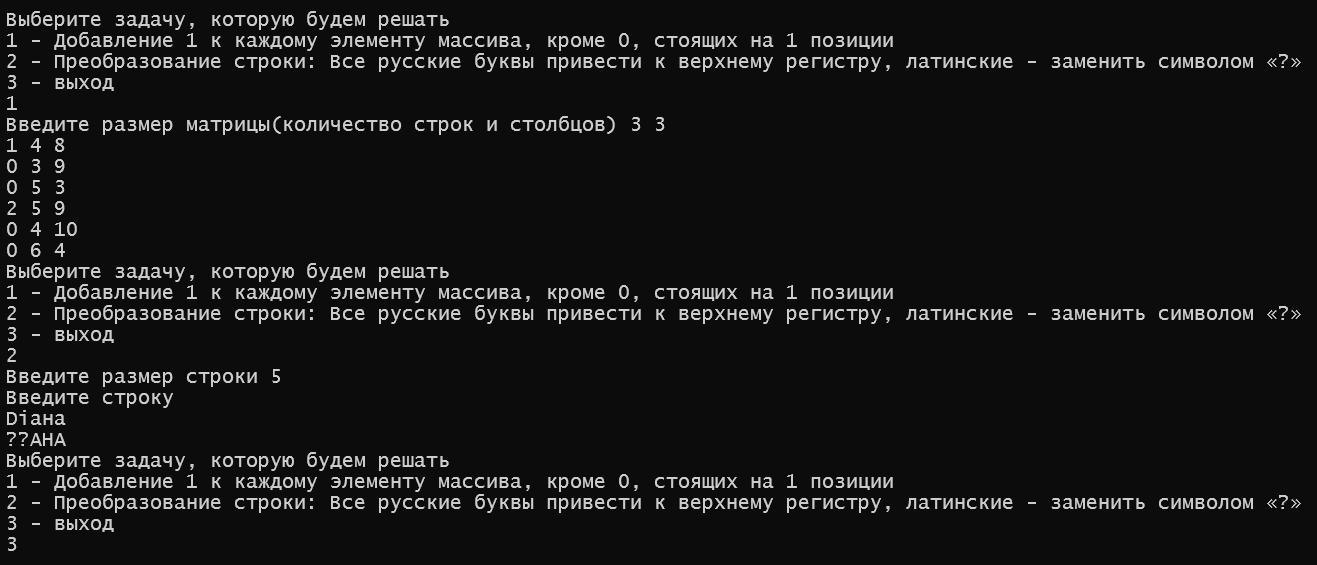 Выберите задачу, которую будем решать
1 - Добавление 1 к каждому элементу массива, кроме 0, стоящих на 1 позиции
2 - Преобразование строки: Все русские буквы привести к верхнему регистру, латинские - заменить символом «?»
3 - выход
1
Введите размер матрицы(количество строк и столбцов) 3 3
1 4 8
0 3 9
0 5 3
2 5 9
0 4 10
0 6 4
Выберите задачу, которую будем решать
1 - Добавление 1 к каждому элементу массива, кроме 0, стоящих на 1 позиции
2 - Преобразование строки: Все русские буквы привести к верхнему регистру, латинские - заменить символом «?»
3 - выход
2
Введите размер строки 5
Введите строку
Diана
??АНА
Выберите задачу, которую будем решать
1 - Добавление 1 к каждому элементу массива, кроме 0, стоящих на 1 позиции
2 - Преобразование строки: Все русские буквы привести к верхнему регистру, латинские - заменить символом «?»
3 - выход
3